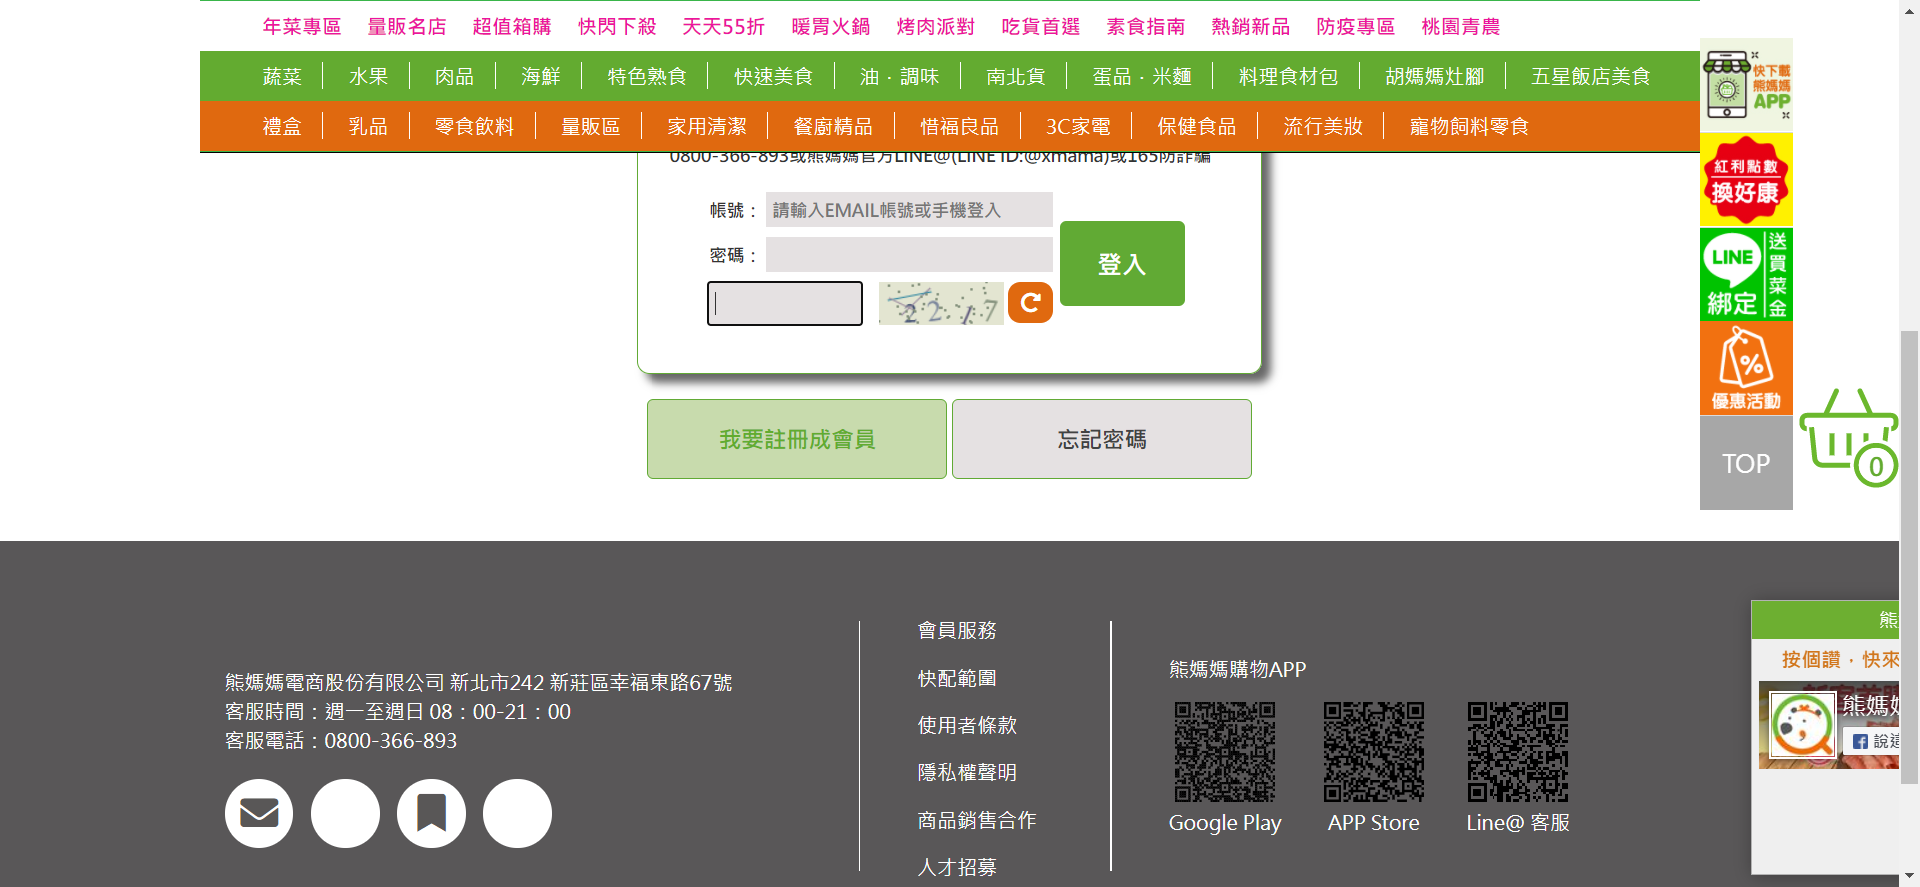 年菜專區 量販名店 超值箱購 快閃下殺 天天55折 暖胃火鍋 烤肉派對 吃貨首選 素食指南 熱銷新品 防疫專區 桃園青農
蔬菜 水果 肉品 海鮮 特色熟食 快速美食 油．調味 南北貨 蛋品．米麵 料理食材包 胡媽媽灶腳 五星飯店美食
禮盒 乳品 零食飲料 量販區 家用清潔 餐廚精品 惜福良品 3C家電 保健食品 流行美妝 寵物飼料零食
0800-366-893或熊媽媽官方LINE@(LINE ID:@xmama)或165防詐騙
帳號： 請輸入EMAIL帳號或手機登入
密碼：
登入
22.17
我要註冊成會員 忘記密碼
快下載
熊媽媽
APP
紅利點數
換好康
LINE
綁定
送買菜金
優惠活動
TOP
0
熊媽媽電商股份有限公司 新北市242 新莊區幸福東路67號
客服時間：週一至週日 08：00-21：00
客服電話：0800-366-893
會員服務
快配範圍
使用者條款
隱私權聲明
商品銷售合作
人才招募
熊媽媽購物APP
Google Play APP Store Line@ 客服
熊
按個讚．快來
熊媽媽
說這